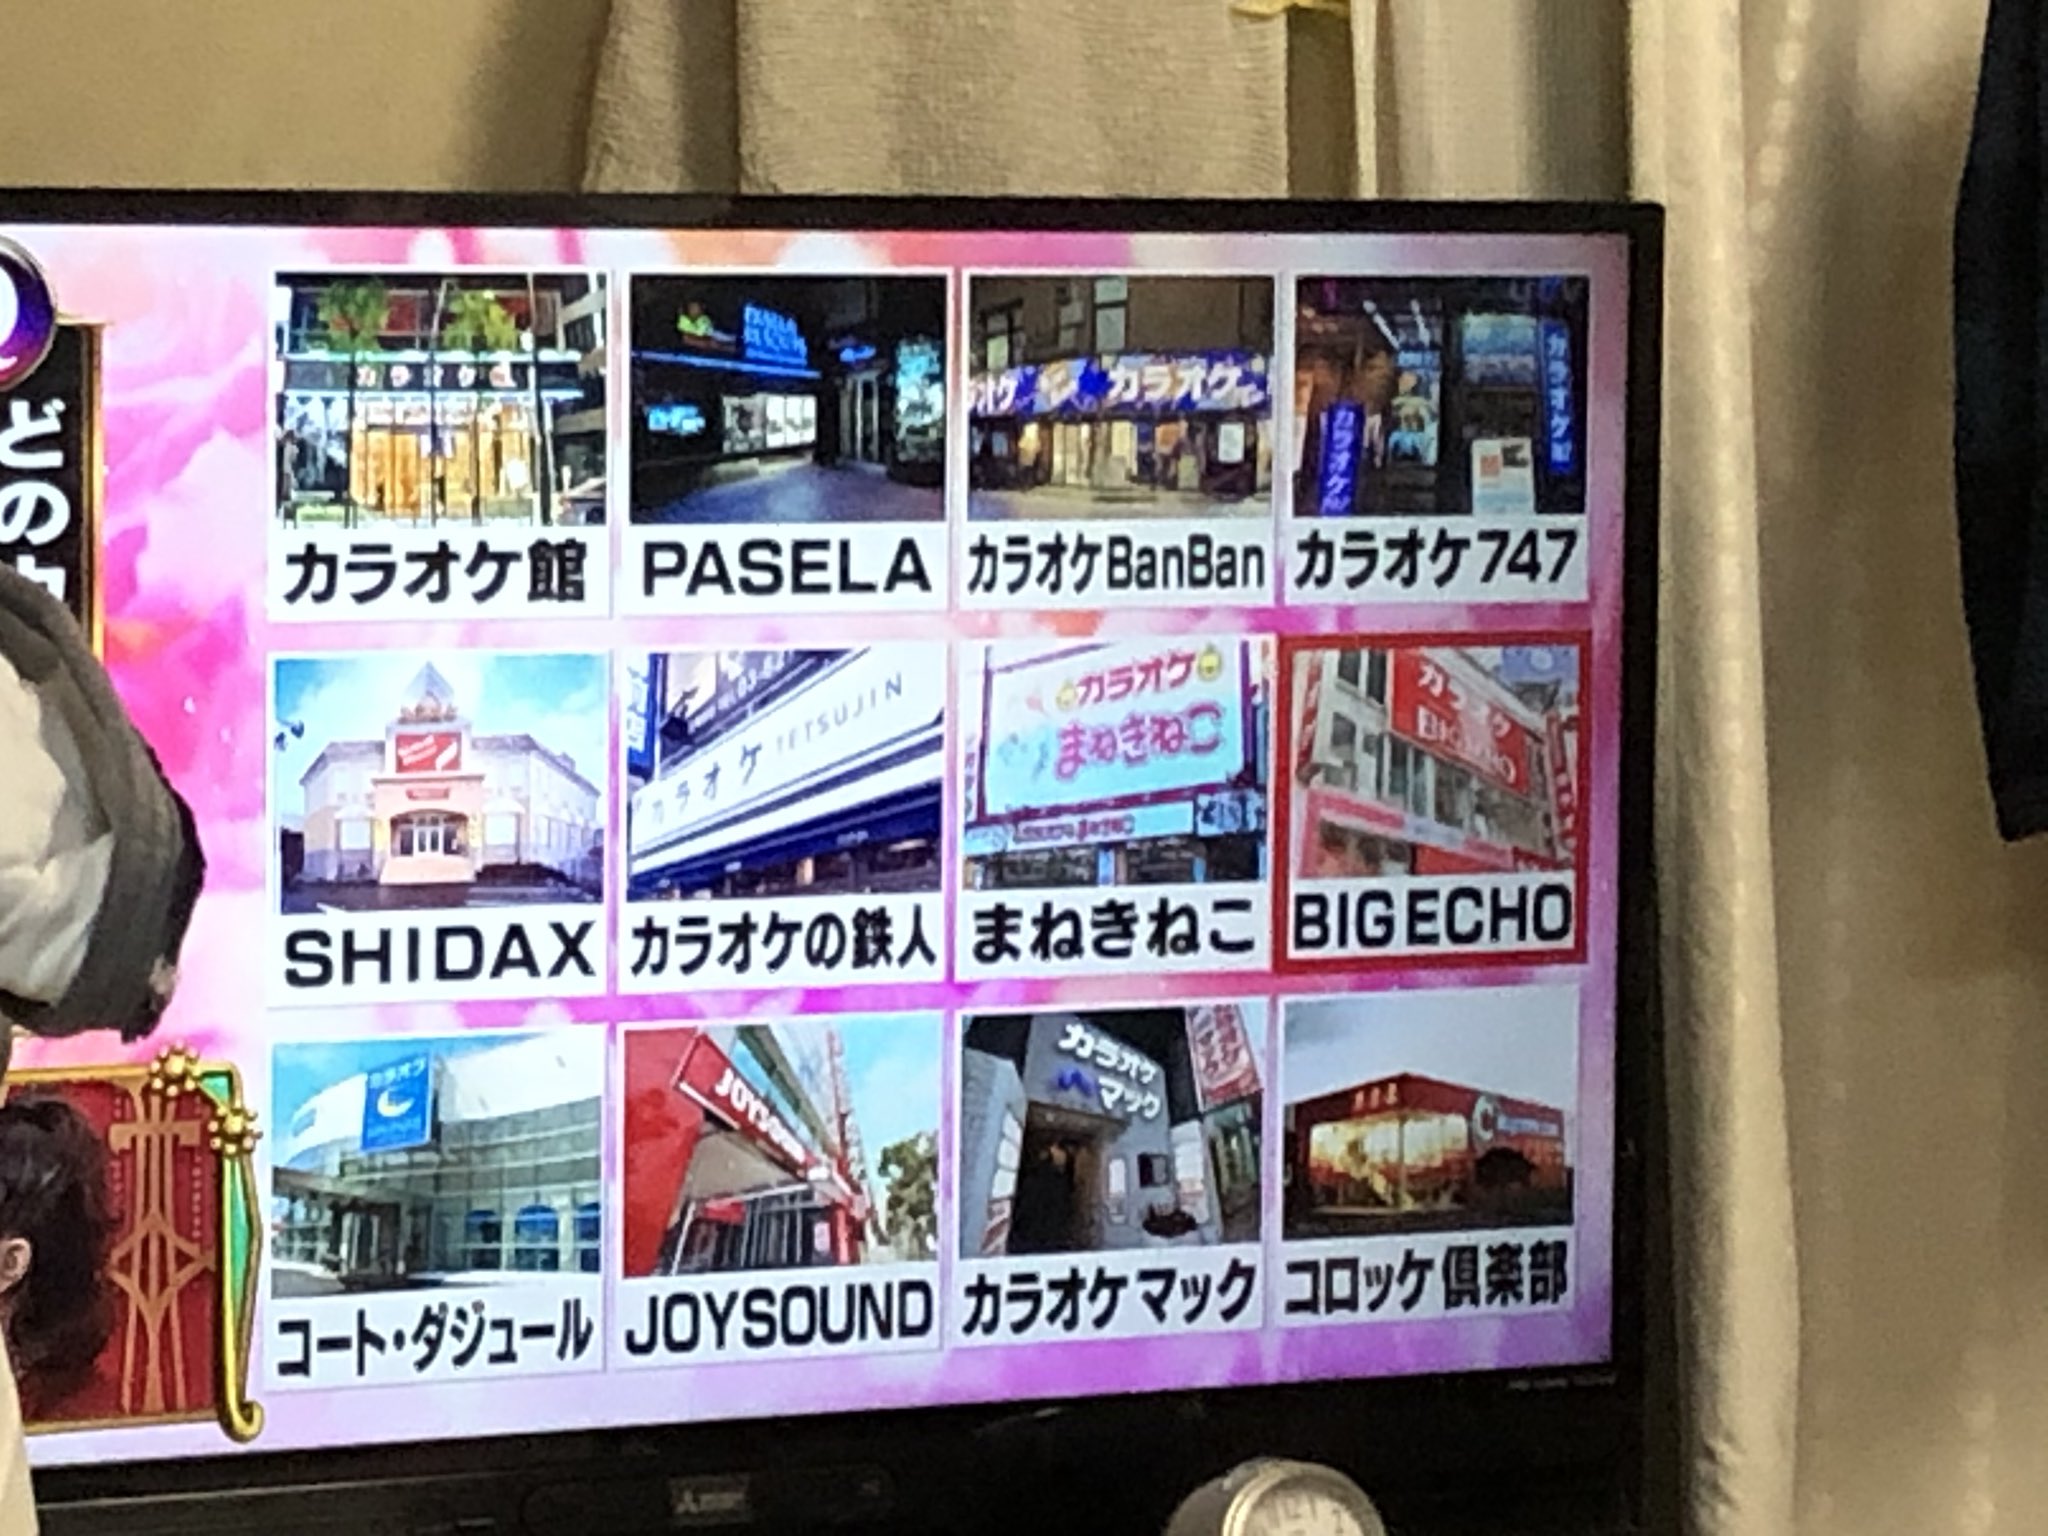 どの
カラオケ館
カラオケ
カラオケ
カラオケ館
PASELA
カラオケBanBan
カラオケ747
カラオケ TETSUJIN
カラオケ
まねきねこ
カラオケ
BIG ECHO
SHIDAX
カラオケの鉄人
まねきねこ
BIG ECHO
カラオケ
JOYSOUND
カラオケ
マック
コート・ダジュール
JOYSOUND
カラオケマック
コロッケ倶楽部